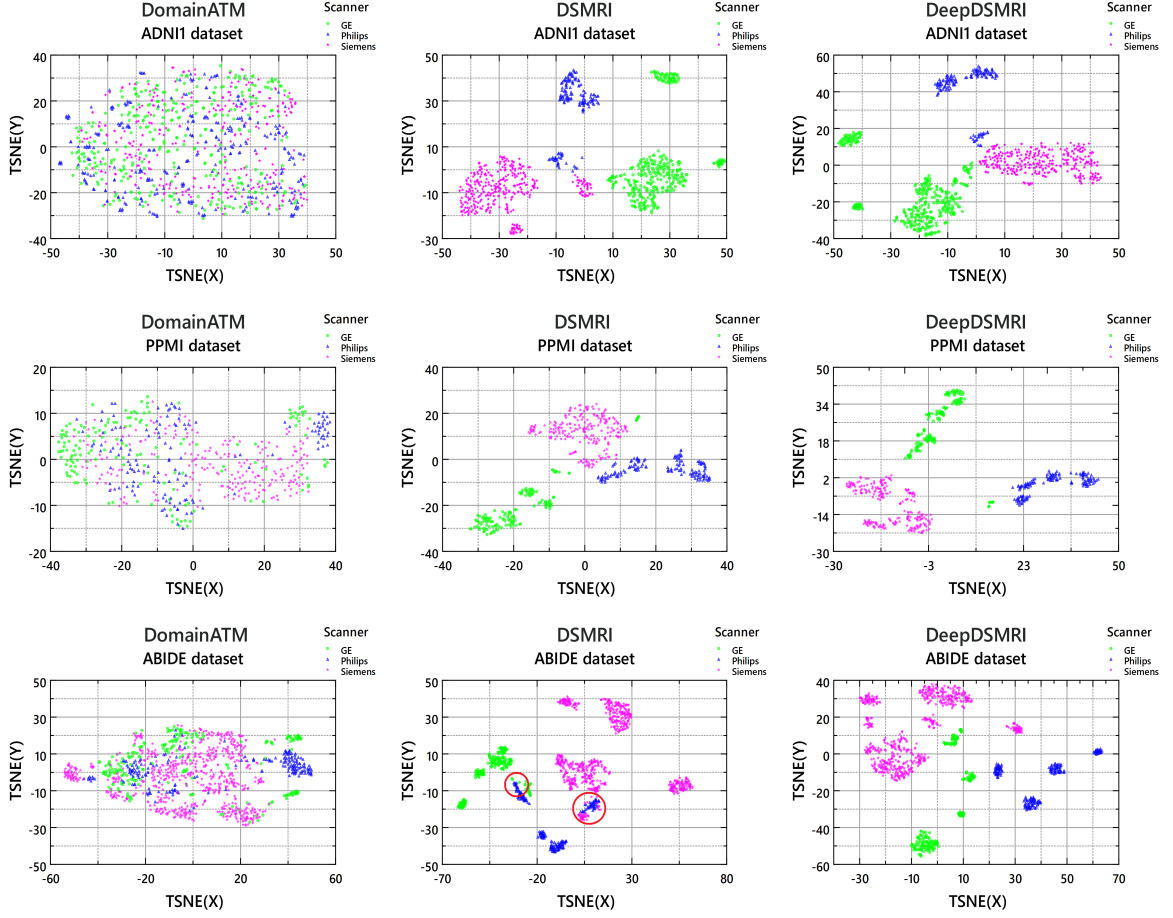 DomainATM
ADNI1 dataset
Scanner
GE
Philips
Siemens
40
20
0
-20
-40
TSNE(Y)
-50 -30 -10 10 30 50
TSNE(X)
DSMRI
ADNI1 dataset
Scanner
GE
Philips
Siemens
50
30
10
-10
-30
TSNE(Y)
-50 -30 -10 10 30 50
TSNE(X)
DeepDSMRI
ADNI1 dataset
Scanner
GE
Philips
Siemens
60
40
20
0
-20
-40
TSNE(Y)
-50 -30 -10 10 30 50
TSNE(X)
DomainATM
PPMI dataset
Scanner
GE
Philips
Siemens
20
10
0
-10
-20
TSNE(Y)
-40 -20 0 20 40
TSNE(X)
DSMRI
PPMI dataset
Scanner
GE
Philips
Siemens
40
20
0
-20
-40
TSNE(Y)
-40 -20 0 20 40
TSNE(X)
DeepDSMRI
PPMI dataset
Scanner
GE
Philips
Siemens
50
34
18
2
-14
-30
TSNE(Y)
-30 -3 23 50
TSNE(X)
DomainATM
ABIDE dataset
Scanner
GE
Philips
Siemens
50
30
10
-10
-30
-50
TSNE(Y)
-60 -20 20 60
TSNE(X)
DSMRI
ABIDE dataset
Scanner
GE
Philips
Siemens
50
30
10
-10
-30
-50
TSNE(Y)
-70 -20 30 80
TSNE(X)
DeepDSMRI
ABIDE dataset
Scanner
GE
Philips
Siemens
40
20
0
-20
-40
-60
TSNE(Y)
-30 -10 10 30 50 70
TSNE(X)